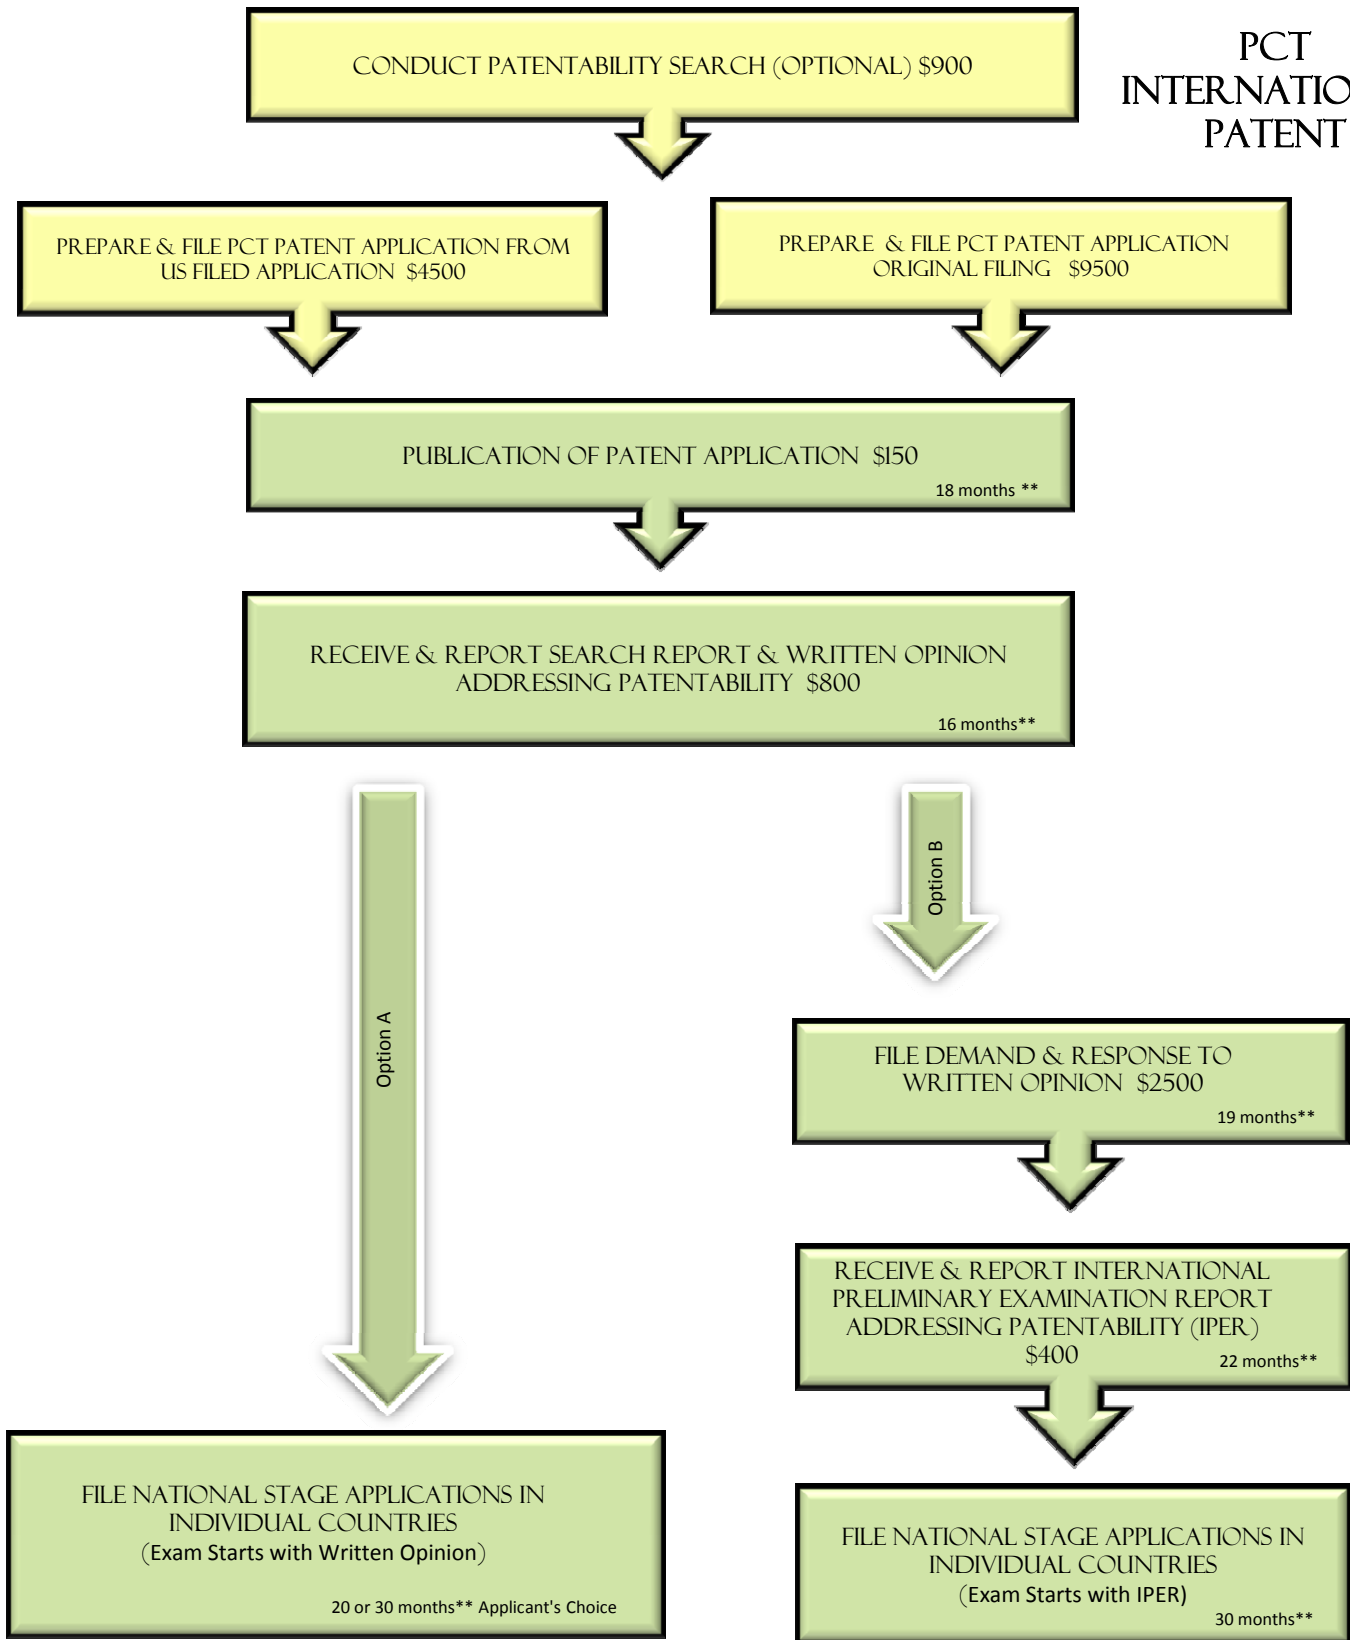 CONDUCT PATENTABILITY SEARCH (OPTIONAL) $900
PCT
INTERNATIO
PATENT
PREPARE & FILE PCT PATENT APPLICATION FROM
US FILED APPLICATION $4500
PREPARE & FILE PCT PATENT APPLICATION
ORIGINAL FILING $9500
PUBLICATION OF PATENT APPLICATION $150
18 months **
RECEIVE & REPORT SEARCH REPORT & WRITTEN OPINION
ADDRESSING PATENTABILITY $800
16 months**
Option A
Option B
FILE DEMAND & RESPONSE TO
WRITTEN OPINION $2500
19 months**
RECEIVE & REPORT INTERNATIONAL
PRELIMINARY EXAMINATION REPORT
ADDRESSING PATENTABILITY (IPER)
$400 22 months**
FILE NATIONAL STAGE APPLICATIONS IN
INDIVIDUAL COUNTRIES
(Exam Starts with Written Opinion)
20 or 30 months** Applicant's Choice
FILE NATIONAL STAGE APPLICATIONS IN
INDIVIDUAL COUNTRIES
(Exam Starts with IPER)
30 months**